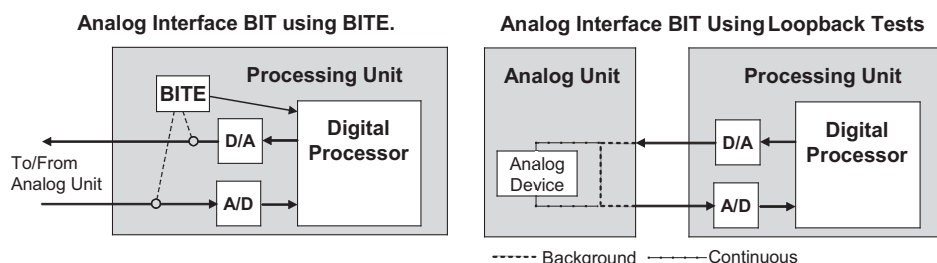 Analog Interface BIT using BITE.
Processing Unit
BITE
D/A
Digital
Processor
To/From
Analog Unit
A/D
Analog Interface BIT Using Loopback Tests
Analog Unit
Processing Unit
D/A
Digital
Processor
Analog
Device
A/D
Background
Continuous